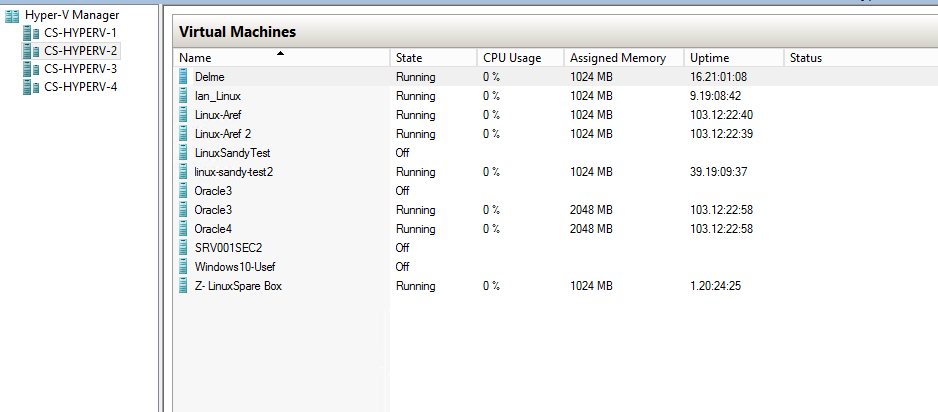 Hyper-V Manager
CS-HYPERV-1
CS-HYPERV-2
CS-HYPERV-3
CS-HYPERV-4
Virtual Machines
Name State CPU Usage Assigned Memory Uptime Status
Delme Running 0 % 1024 MB 16.21:01:08
Ian_Linux Running 0 % 1024 MB 9.19:08:42
Linux-Aref Running 0 % 1024 MB 103.12:22:40
Linux-Aref 2 Running 0 % 1024 MB 103.12:22:39
LinuxSandyTest Off
linux-sandy-test2 Running 0 % 1024 MB 39.19:09:37
Oracle3 Off
Oracle3 Running 0 % 2048 MB 103.12:22:58
Oracle4 Running 0 % 2048 MB 103.12:22:58
SRV001SEC2 Off
Windows10-Usef Off
Z- LinuxSpare Box Running 0 % 1024 MB 1.20:24:25